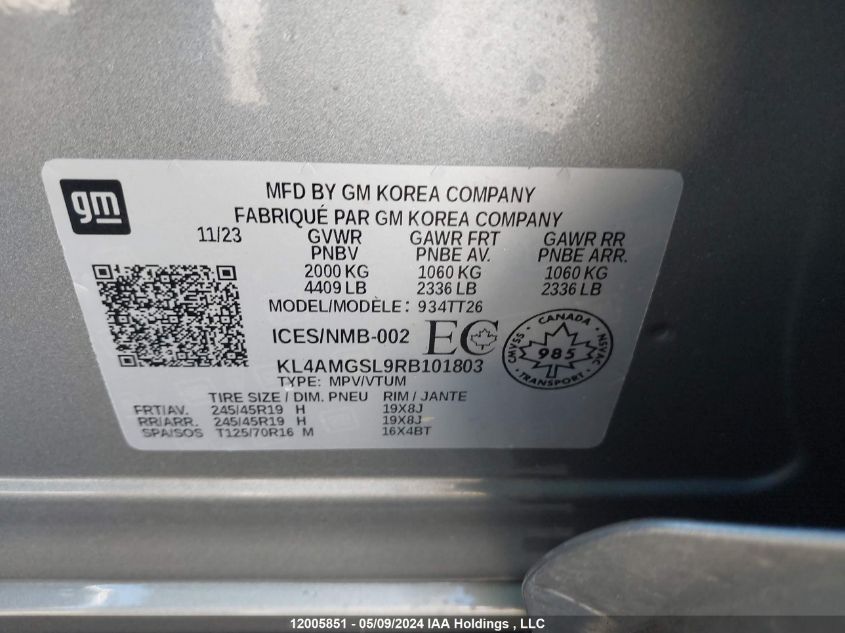 gm
MFD BY GM KOREA COMPANY
FABRIQUÉ PAR GM KOREA COMPANY
11/23 GVWR GAWR FRT GAWR RR
PNBV PNBE AV. PNBE ARR.
2000 KG 1060 KG 1060 KG
4409 LB 2336 LB 2336 LB
MODEL/MODÈLE: 934TT26
ICES/NMB-002 EC
CANADA
CMVSS 985 NSVAC
TRANSPORT
KL4AMGSL9RB101803
TYPE: MPV/VTUM
TIRE SIZE / DIM. PNEU RIM / JANTE
FRT/AV. 245/45R19 H 19X8J
RR/ARR. 245/45R19 H 19X8J
SPA/SOS T125/70R16 M 16X4BT
12005851 - 05/09/2024 IAA Holdings , LLC